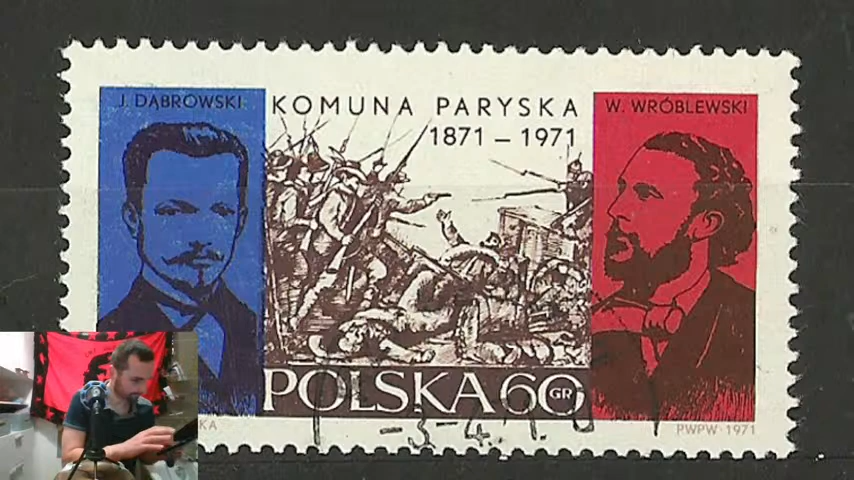 J. DĄBROWSKI
KOMUNA PARYSKA
1871 – 1971
W. WRÓBLEWSKI
POLSKA 60 GR
PWPW • 1971